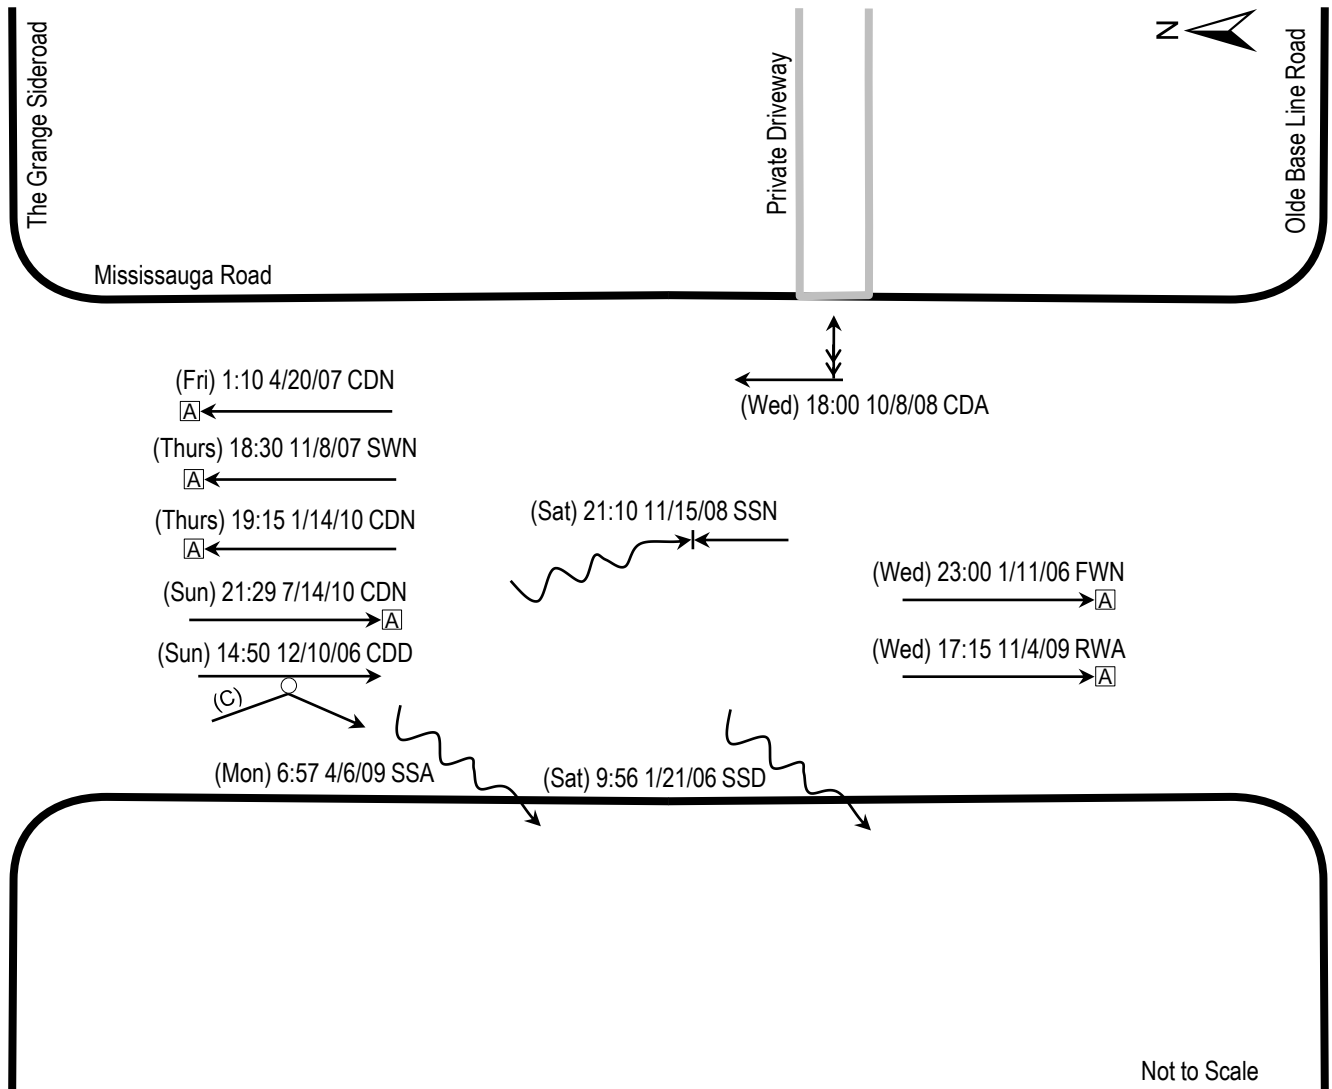 The Grange Sideroad
Private Driveway
N
Olde Base Line Road
Mississauga Road
(Fri) 1:10 4/20/07 CDN
A
(Wed) 18:00 10/8/08 CDA
(Thurs) 18:30 11/8/07 SWN
A
(Sat) 21:10 11/15/08 SSN
(Thurs) 19:15 1/14/10 CDN
A
(Wed) 23:00 1/11/06 FWN
A
(Sun) 21:29 7/14/10 CDN
A
(Sun) 14:50 12/10/06 CDD
(C)
(Wed) 17:15 11/4/09 RWA
A
(Mon) 6:57 4/6/09 SSA
(Sat) 9:56 1/21/06 SSD
Not to Scale